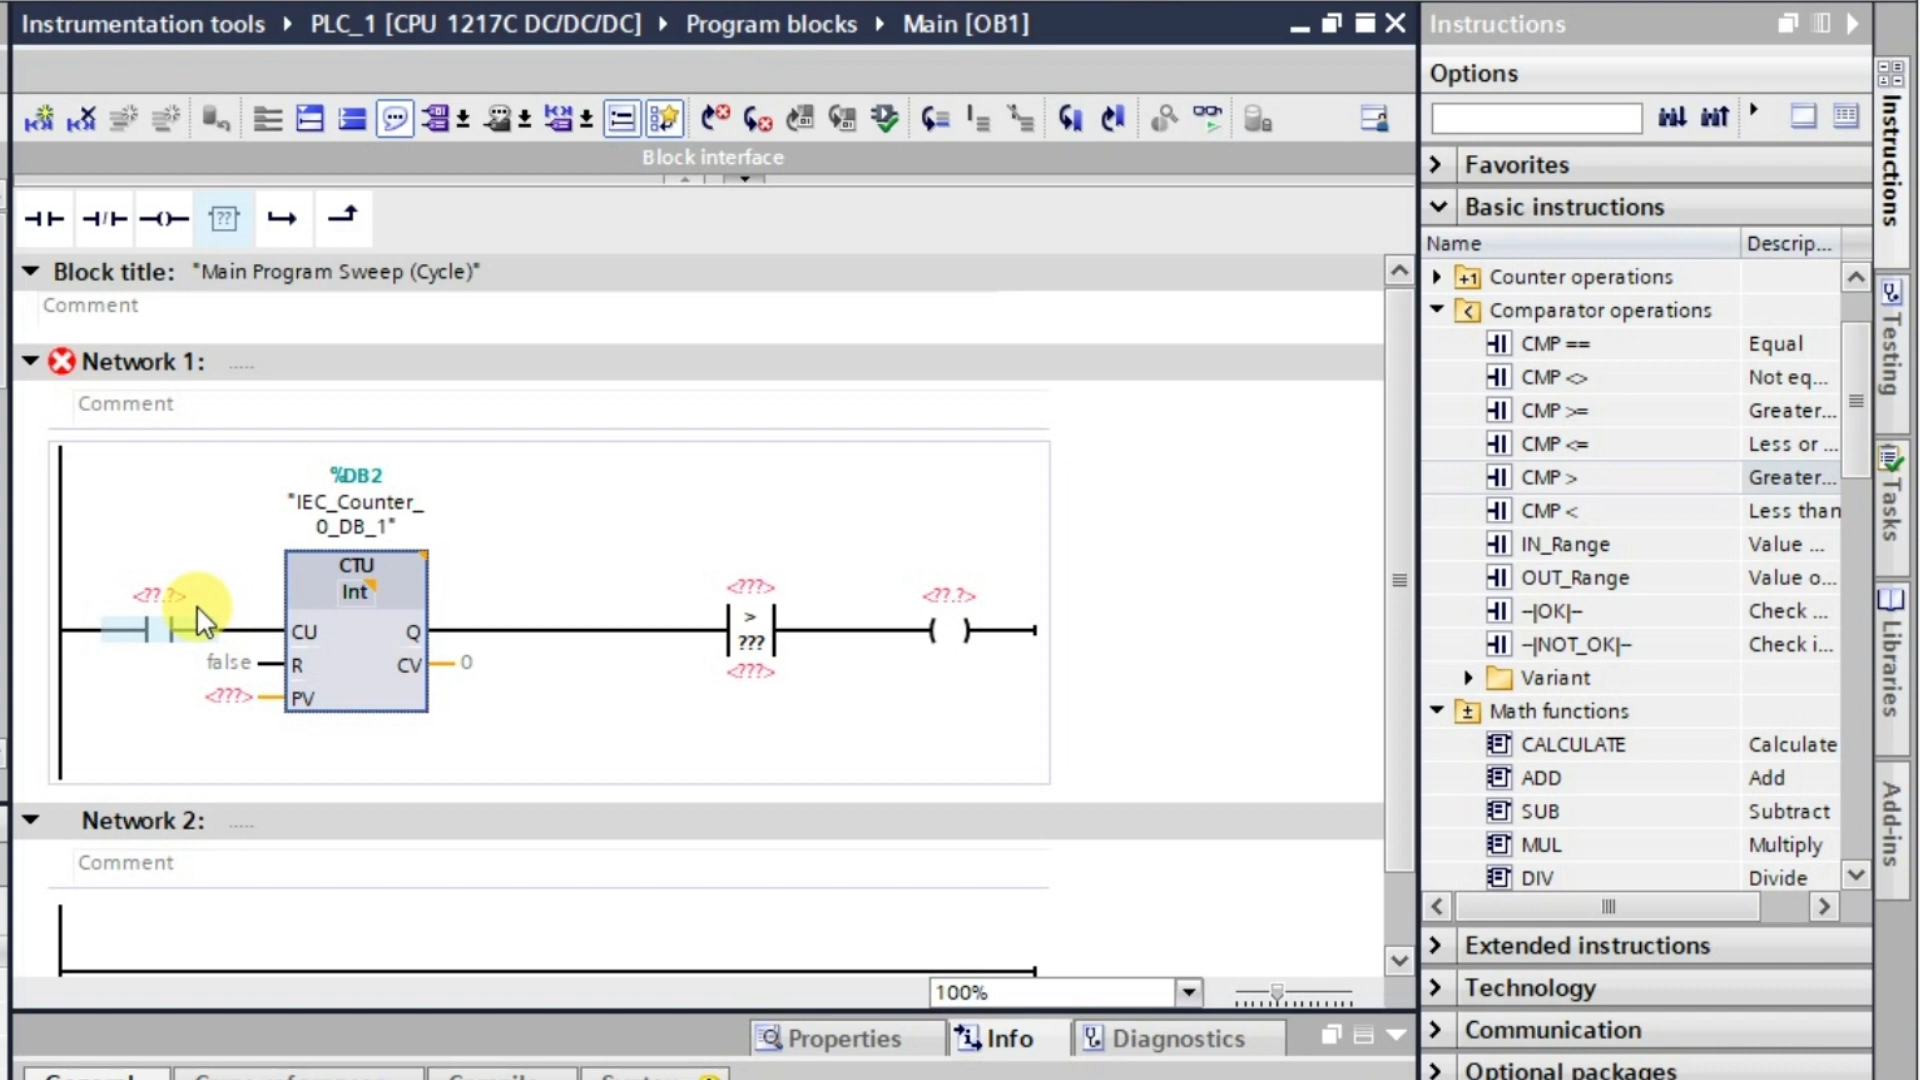 Instrumentation tools ▸ PLC_1 [CPU 1217C DC/DC/DC] ▸ Program blocks ▸ Main [OB1]
Instructions
Options
Block interface
Favorites
Basic instructions
Name Descrip...
Block title: "Main Program Sweep (Cycle)"
Comment
Network 1: .....
Comment
%DB2
"IEC_Counter_
0_DB_1"
CTU
Int
<??.?>
CU Q
false R CV 0
<???> PV
<???>
>
???
<???>
<??.?>
Network 2: .....
Comment
100%
Properties
Info
Diagnostics
General
Compile
Counter operations
Comparator operations
CMP == Equal
CMP <> Not eq...
CMP >= Greater...
CMP <= Less or ...
CMP > Greater...
CMP < Less than
IN_Range Value ...
OUT_Range Value o...
-|OK|- Check ...
-|NOT_OK|- Check i...
Variant
Math functions
CALCULATE Calculate
ADD Add
SUB Subtract
MUL Multiply
DIV Divide
Extended instructions
Technology
Communication
Optional packages
Instructions
Testing
Tasks
Libraries
Add-ins